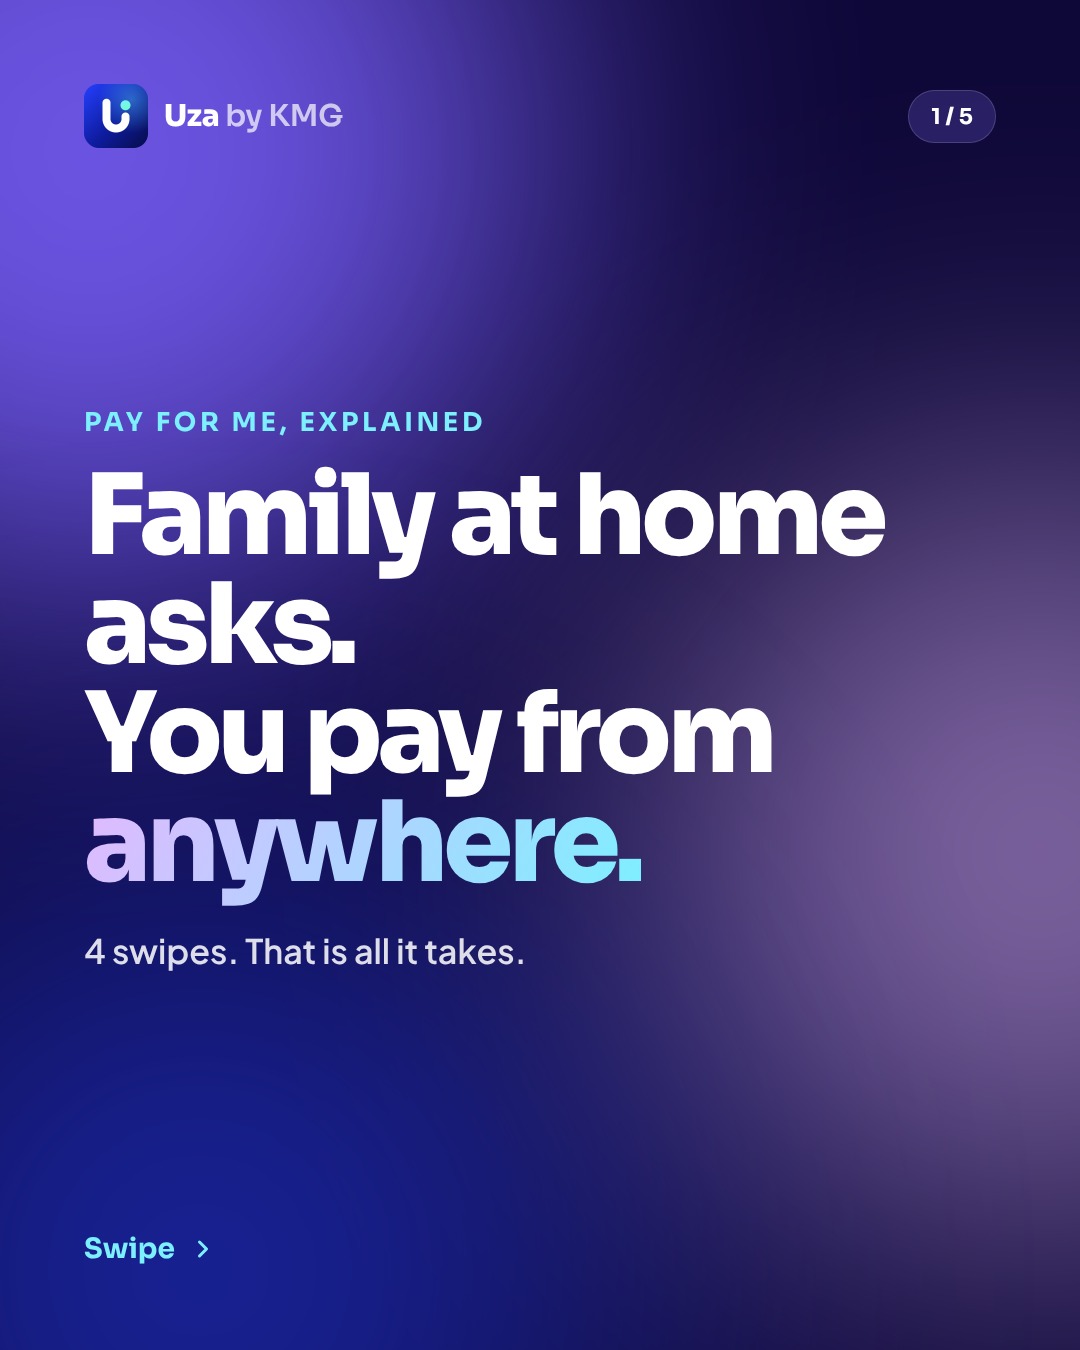 Uza by KMG
1 / 5
PAY FOR ME, EXPLAINED
Family at home
asks.
You pay from
anywhere.
4 swipes. That is all it takes.
Swipe